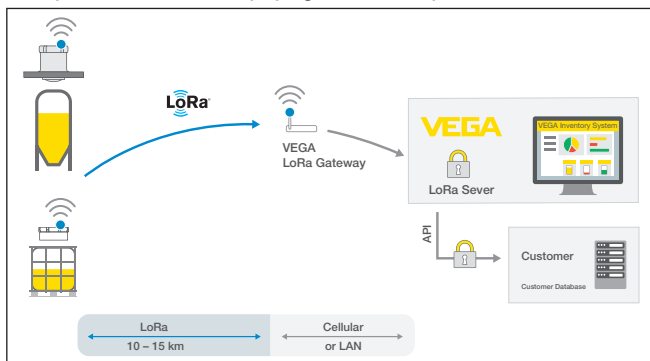 LoRa
VEGA
LoRa Gateway
VEGA
LoRa Sever
VEGA Inventory System
API
Customer
Customer Database
LoRa
10 – 15 km
Cellular
or LAN